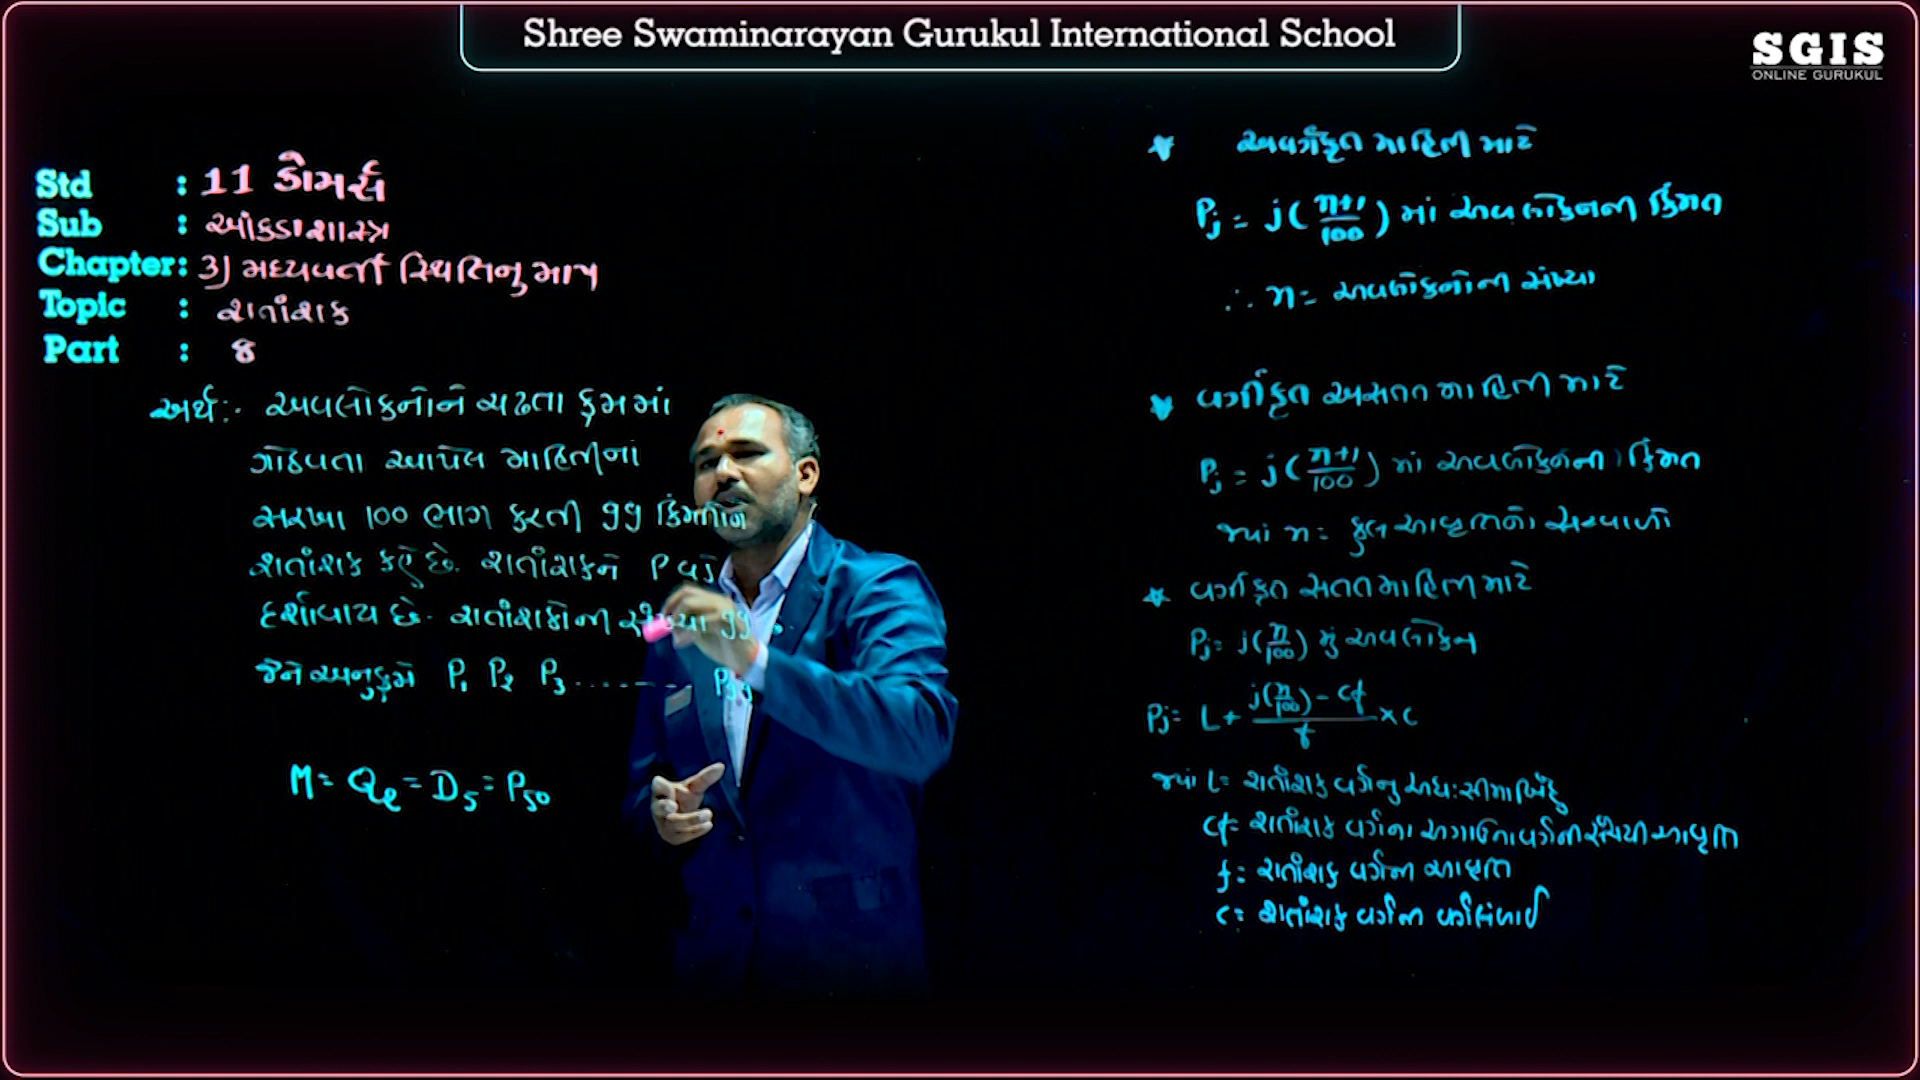 Shree Swaminarayan Gurukul International School
SGIS
ONLINE GURUKUL
Std : 11 કોમર્સ
Sub : આંકડાશાસ્ત્ર
Chapter: 3) મધ્યવર્તી સ્થિતિનુ માપ
Topic : શતાંશક
Part : 8
અર્થ:- અવલોકનોને ચઢતા ક્રમમાં
ગોઠવતા આપેલ માહિતીના
સરખા 100 ભાગ કરતી 99 કિંમતોને
શતાંશક કહે છે. શતાંશકને P વડે
દર્શાવાય છે. શતાંશકોની સંખ્યા 99
જેને અનુક્રમે P₁ P₂ P₃ ........ P₉₉
M = Q₂ = D₅ = P₅₀
★ અવર્ગીકૃત માહિતી માટે
Pj = j(n+1/100) માં અવલોકનની કિંમત
∴ n = અવલોકનોની સંખ્યા
★ વર્ગીકૃત અસતત માહિતી માટે
Pj = j(n+1/100) માં અવલોકનની કિંમત
જ્યાં n = કુલ આવૃત્તિનો સરવાળો
★ વર્ગીકૃત સતત માહિતી માટે
Pj = j(n/100) મું અવલોકન
Pj = L + j(n/100) - cf / f × c
જ્યાં L = શતાંશક વર્ગનુ અધ:સીમાબિંદુ
cf = શતાંશક વર્ગના આગળના વર્ગની સંચયી આવૃત્તિ
f = શતાંશક વર્ગની આવૃત્તિ
c = શતાંશક વર્ગની વર્ગલંબાઈ